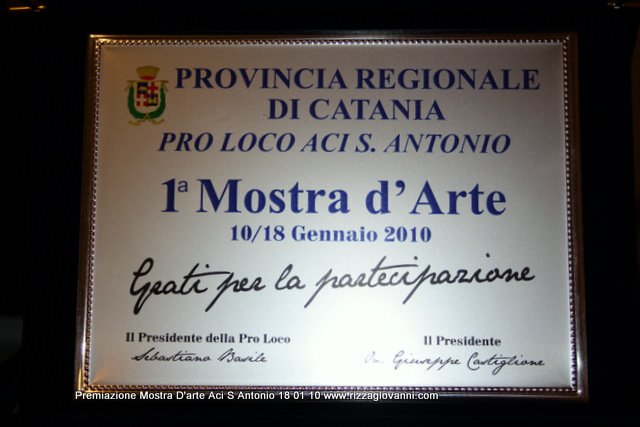 PROVINCIA REGIONALE
DI CATANIA
PRO LOCO ACI S. ANTONIO
1ª Mostra d'Arte
10/18 Gennaio 2010
Grati per la partecipazione
Il Presidente della Pro Loco
Sebastiano Basile
Il Presidente
On. Giuseppe Castiglione
Premiazione Mostra D'arte Aci S Antonio 18 01 10 www.rizzagiovanni.com